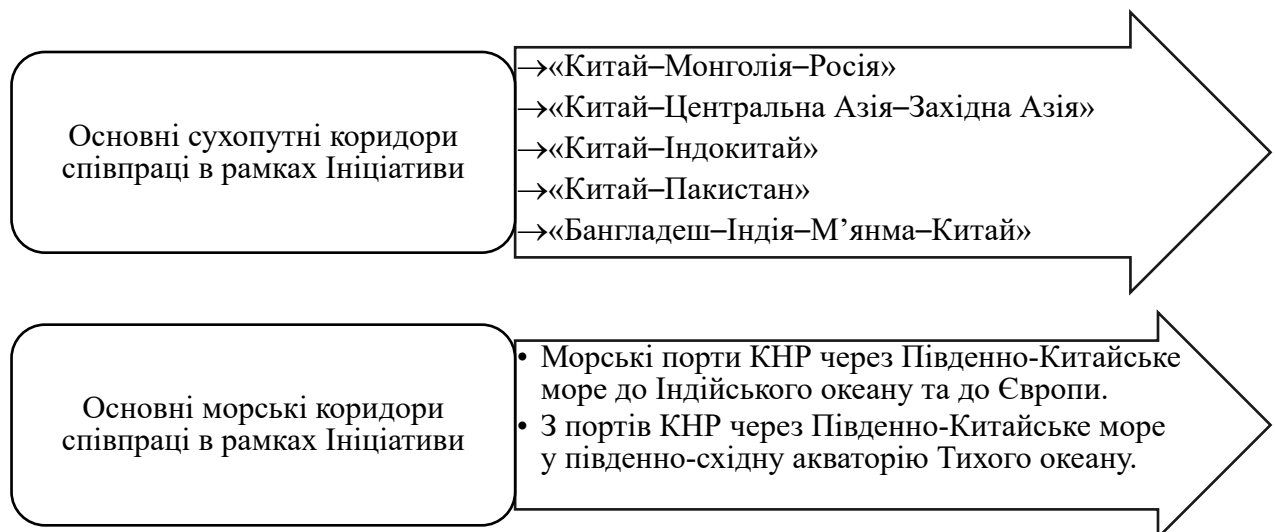 Основні сухопутні коридори
співпраці в рамках Ініціативи
→«Китай–Монголія–Росія»
→«Китай–Центральна Азія–Західна Азія»
→«Китай–Індокитай»
→«Китай–Пакистан»
→«Бангладеш–Індія–М’янма–Китай»
Основні морські коридори
співпраці в рамках Ініціативи
• Морські порти КНР через Південно-Китайське
море до Індійського океану та до Європи.
• З портів КНР через Південно-Китайське море
у південно-східну акваторію Тихого океану.